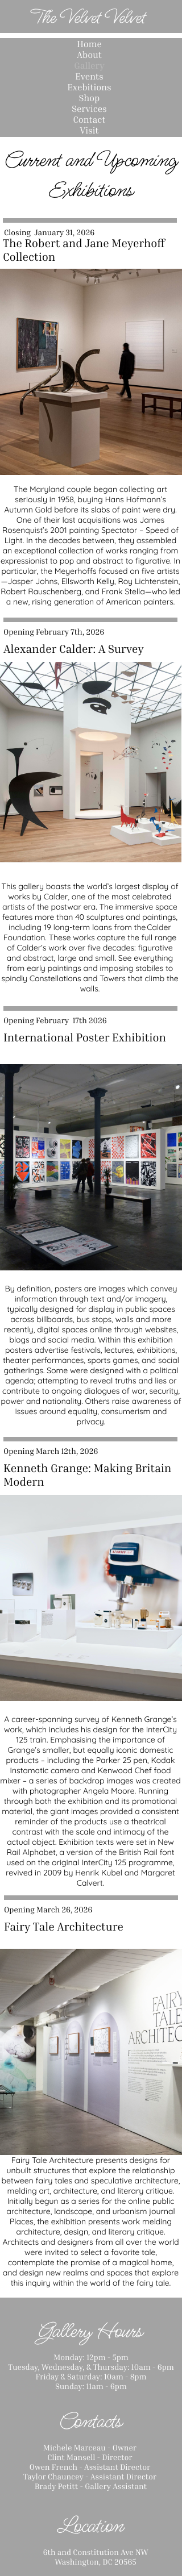 The Velvet Velvet
Home
About
Gallery
Events
Exebitions
Shop
Services
Contact
Visit
Current and Upcoming
Exhibitions
Closing January 31, 2026
The Robert and Jane Meyerhoff
Collection
The Maryland couple began collecting art
seriously in 1958, buying Hans Hofmann's
Autumn Gold before its slabs of paint were dry.
One of their last acquisitions was James
Rosenquist's 2001 painting Spectator – Speed of
Light. In the decades between, they assembled
an exceptional collection of works ranging from
expressionist to pop and abstract to figurative. In
particular, the Meyerhoffs focused on five artists
—Jasper Johns, Ellsworth Kelly, Roy Lichtenstein,
Robert Rauschenberg, and Frank Stella—who led
a new, rising generation of American painters.
Opening February 7th, 2026
Alexander Calder: A Survey
This gallery boasts the world's largest display of
works by Calder, one of the most celebrated
artists of the postwar era. The immersive space
features more than 40 sculptures and paintings,
including 19 long-term loans from the Calder
Foundation. These works capture the full range
of Calder's work over five decades: figurative
and abstract, large and small. See everything
from early paintings and imposing stabiles to
spindly Constellations and Towers that climb the
walls.
Opening February 17th 2026
International Poster Exhibition
By definition, posters are images which convey
information through text and/or imagery,
typically designed for display in public spaces
across billboards, bus stops, walls and more
recently, digital spaces online through websites,
blogs and social media. Within this exhibition,
posters advertise festivals, lectures, exhibitions,
theater performances, sports games, and social
gatherings. Some were designed with a political
agenda; attempting to reveal truths and lies or
contribute to ongoing dialogues of war, security,
power and nationality. Others raise awareness of
issues around equality, consumerism and
privacy.
Opening March 12th, 2026
Kenneth Grange: Making Britain
Modern
A career-spanning survey of Kenneth Grange's
work, which includes his design for the InterCity
125 train. Emphasising the importance of
Grange's smaller, but equally iconic domestic
products – including the Parker 25 pen, Kodak
Instamatic camera and Kenwood Chef food
mixer – a series of backdrop images was created
with photographer Angela Moore. Running
through both the exhibition and its promotional
material, the giant images provided a consistent
reminder of the products use a theatrical
contrast with the scale and intimacy of the
actual object. Exhibition texts were set in New
Rail Alphabet, a version of the British Rail font
used on the original InterCity 125 programme,
revived in 2009 by Henrik Kubel and Margaret
Calvert.
Opening March 26, 2026
Fairy Tale Architecture
FAIRY
TALE
ARCHITEC
Fairy Tale Architecture presents designs for
unbuilt structures that explore the relationship
between fairy tales and speculative architecture,
melding art, architecture, and literary critique.
Initially begun as a series for the online public
architecture, landscape, and urbanism journal
Places, the exhibition presents work melding
architecture, design, and literary critique.
Architects and designers from all over the world
were invited to select a favorite tale,
contemplate the promise of a magical home,
and design new realms and spaces that explore
this inquiry within the world of the fairy tale.
Gallery Hours
Monday: 12pm - 5pm
Tuesday, Wednesday, & Thursday: 10am - 6pm
Friday & Saturday: 10am - 8pm
Sunday: 11am - 6pm
Contacts
Michele Marceau - Owner
Clint Mansell - Director
Owen French - Assistant Director
Taylor Chauncey - Assistant Director
Brady Petitt - Gallery Assistant
Location
6th and Constitution Ave NW
Washington, DC 20565